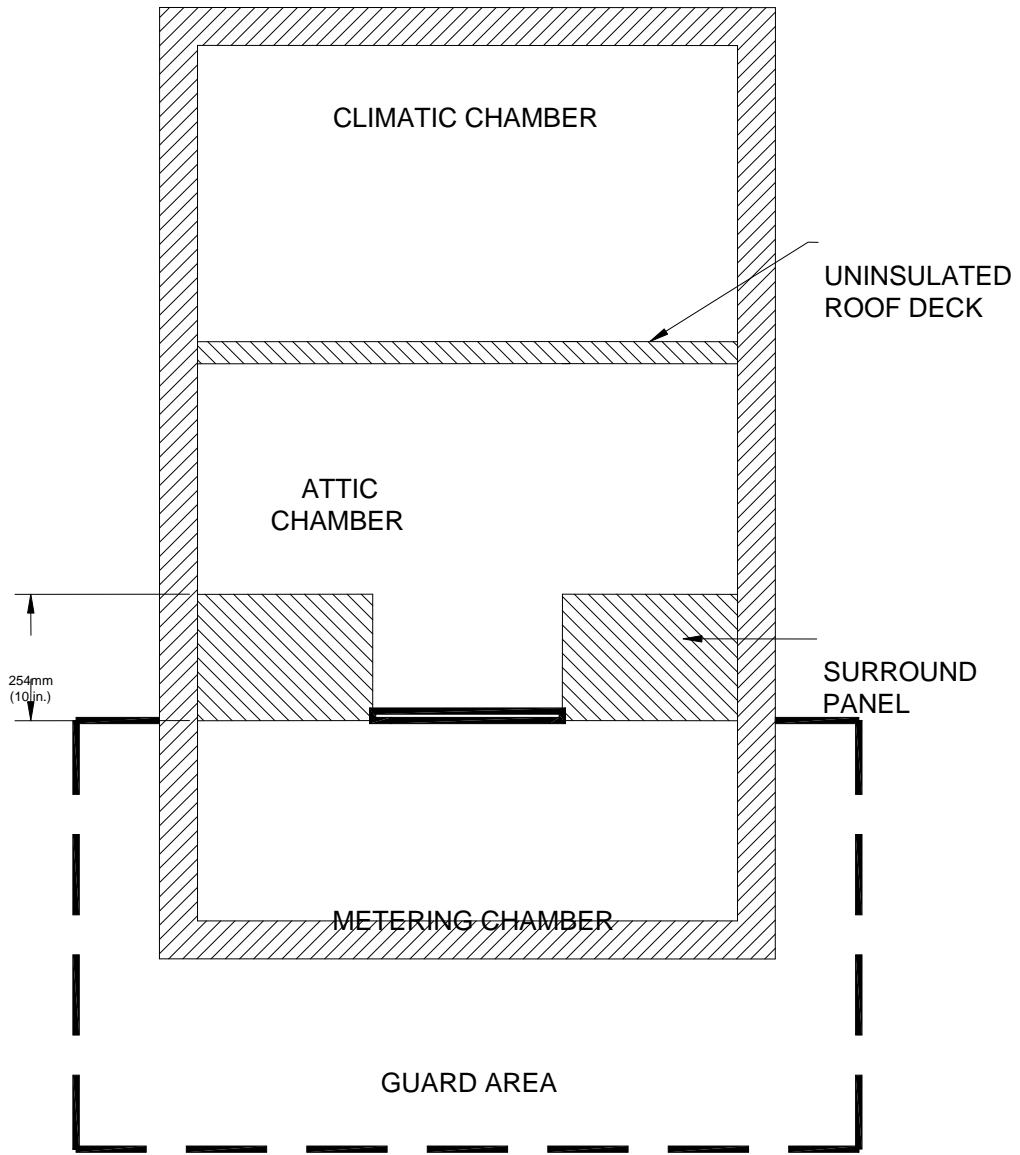 CLIMATIC CHAMBER
UNINSULATED
ROOF DECK
ATTIC
CHAMBER
254mm
(10 in.)
SURROUND
PANEL
METERING CHAMBER
GUARD AREA